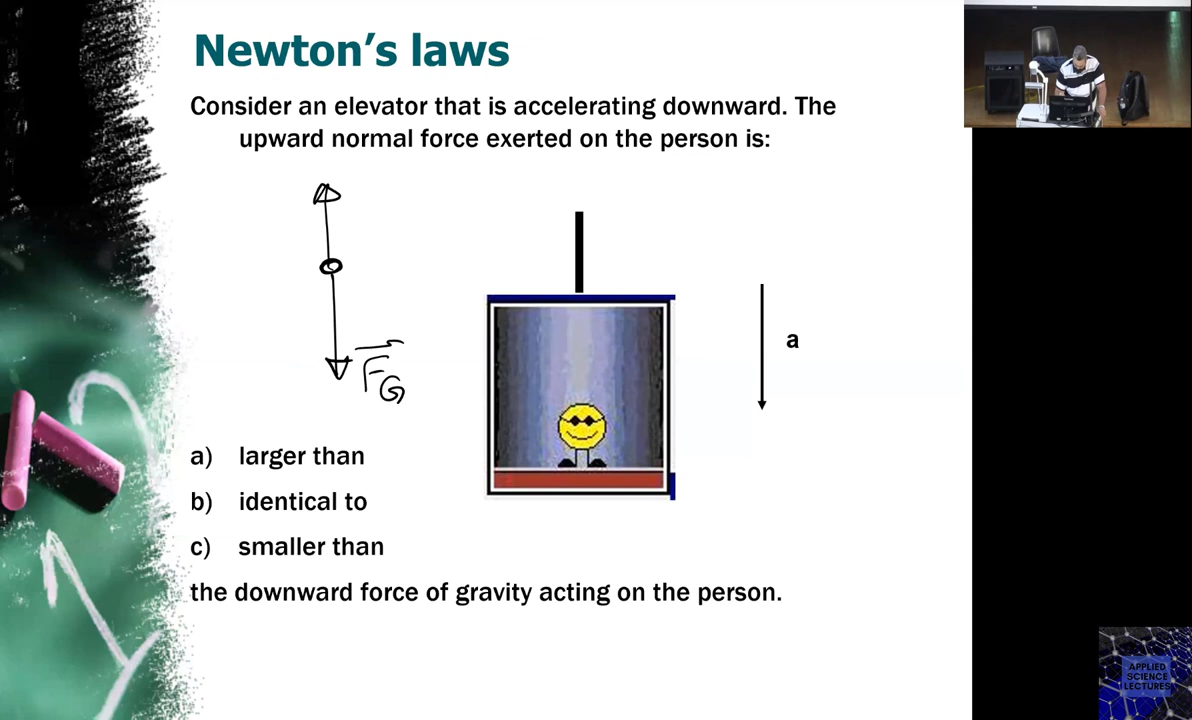 Newton's laws
Consider an elevator that is accelerating downward. The
upward normal force exerted on the person is:
F_G
a
a) larger than
b) identical to
c) smaller than
the downward force of gravity acting on the person.
APPLIED
SCIENCE
LECTURES